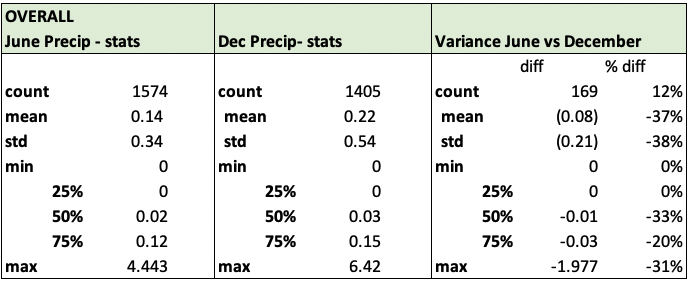 OVERALL
June Precip - stats Dec Precip- stats Variance June vs December
diff % diff
count 1574 count 1405 count 169 12%
mean 0.14 mean 0.22 mean (0.08) -37%
std 0.34 std 0.54 std (0.21) -38%
min 0 min 0 min 0 0%
25% 0 25% 0 25% 0 0%
50% 0.02 50% 0.03 50% -0.01 -33%
75% 0.12 75% 0.15 75% -0.03 -20%
max 4.443 max 6.42 max -1.977 -31%